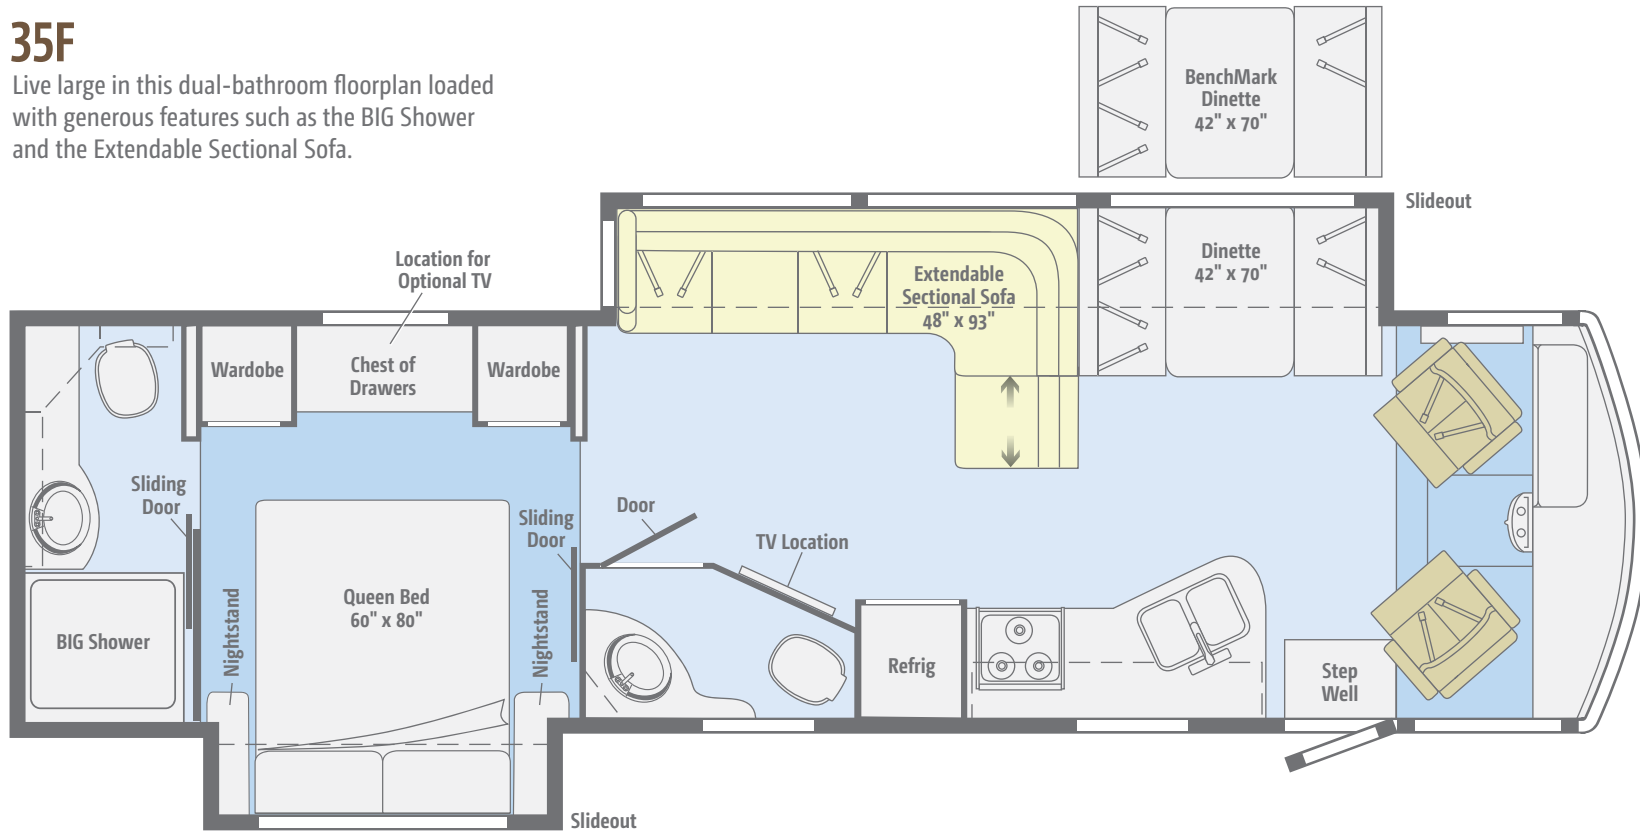 35F
Live large in this dual-bathroom floorplan loaded
with generous features such as the BIG Shower
and the Extendable Sectional Sofa.
BenchMark
Dinette
42" x 70"
Slideout
Location for
Optional TV
Extendable
Sectional Sofa
48" x 93"
Dinette
42" x 70"
Wardobe
Chest of
Drawers
Wardobe
Sliding
Door
Sliding
Door
Door
TV Location
Queen Bed
60" x 80"
Nightstand
Nightstand
BIG Shower
Refrig
Step
Well
Slideout